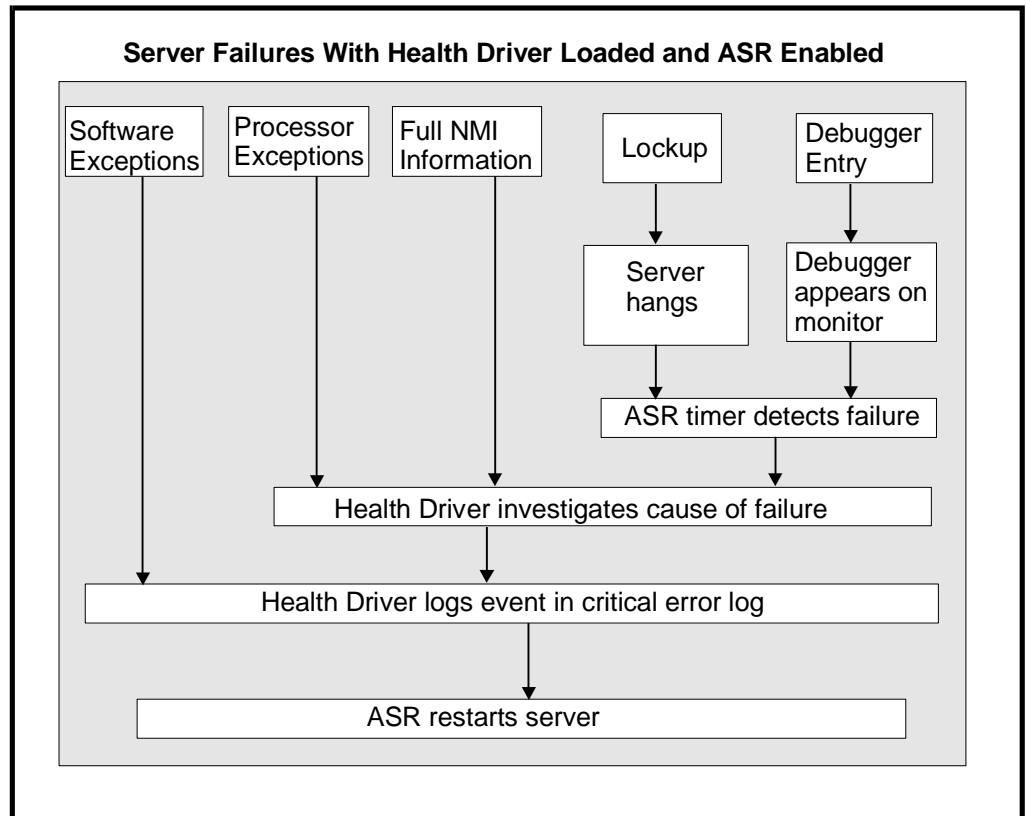 Server Failures With Health Driver Loaded and ASR Enabled
Software
Exceptions
Processor
Exceptions
Full NMI
Information
Lockup
Debugger
Entry
Server
hangs
Debugger
appears on
monitor
ASR timer detects failure
Health Driver investigates cause of failure
Health Driver logs event in critical error log
ASR restarts server